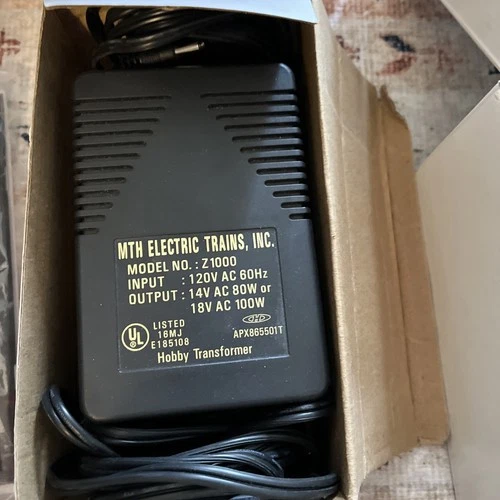 MTH ELECTRIC TRAINS, INC.
MODEL NO. : Z1000
INPUT : 120V AC 60Hz
OUTPUT : 14V AC 80W or
18V AC 100W
UL
LISTED
16MJ
E185108
APX865501T
Hobby Transformer